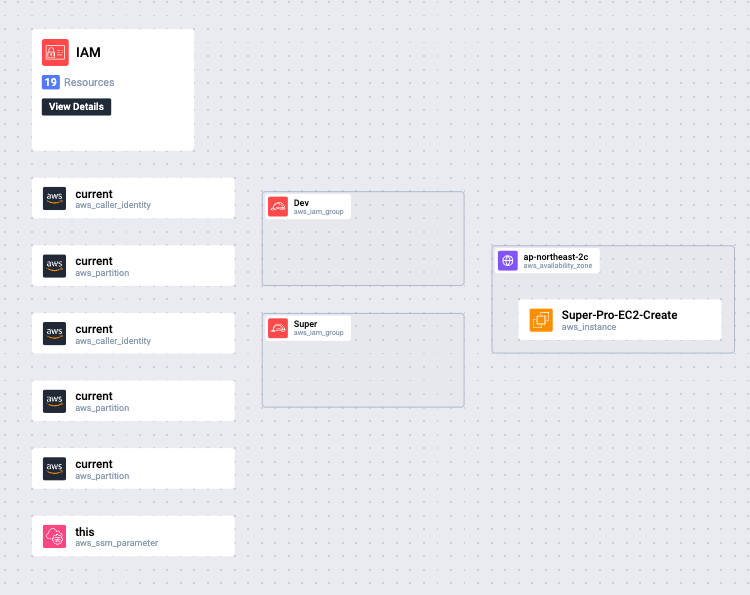 IAM
19 Resources
View Details
current
aws_caller_identity
current
aws_partition
current
aws_caller_identity
current
aws_partition
current
aws_partition
this
aws_ssm_parameter
Dev
aws_iam_group
Super
aws_iam_group
ap-northeast-2c
aws_availability_zone
Super-Pro-EC2-Create
aws_instance
aws
aws
aws
aws
aws